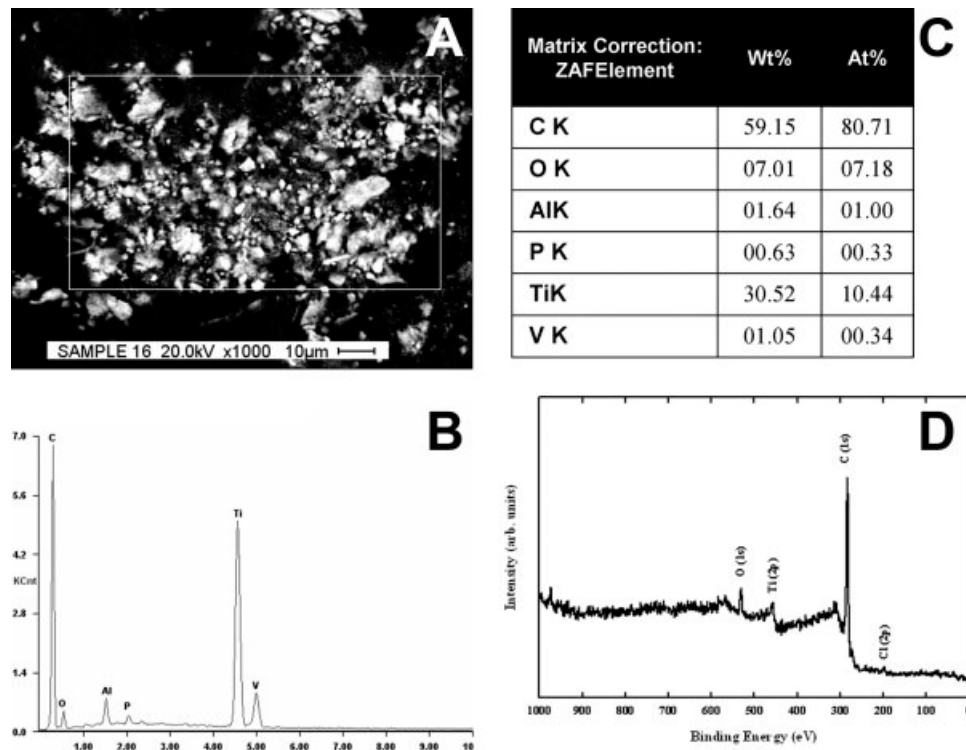 A
SAMPLE 16 20.0kV x1000 10μm
C
Matrix Correction: Wt% At%
ZAFElement
C K 59.15 80.71
O K 07.01 07.18
AlK 01.64 01.00
P K 00.63 00.33
TiK 30.52 10.44
V K 01.05 00.34
B
7.0
5.6
4.2
KCnt
2.8
1.4
0.0
C
O
Al
P
Ti
V
1.00 2.00 3.00 4.00 5.00 6.00 7.00 8.00 9.00 10
D
Intensity (arb. units)
O (1s)
Ti (2p)
C (1s)
Cl (2p)
1000 900 800 700 600 500 400 300 200 100 0
Binding Energy (eV)